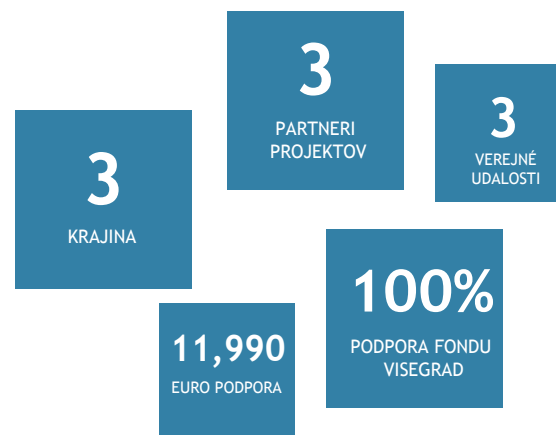 3
PARTNERI
PROJEKTOV
3
VEREJNÉ
UDALOSTI
3
KRAJINA
100%
PODPORA FONDU
VISEGRAD
11,990
EURO PODPORA